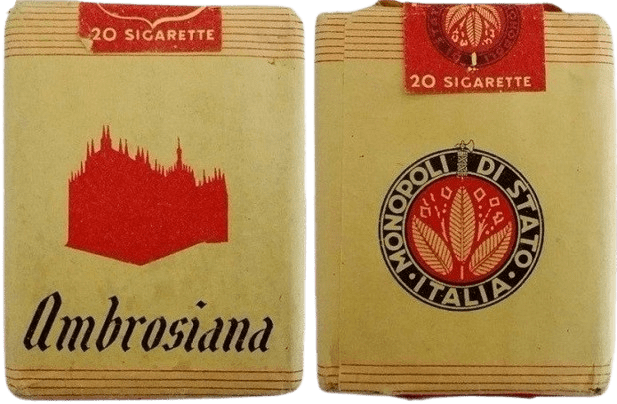 20 SIGARETTE
Ambrosiana
20 SIGARETTE
MONOPOLI DI STATO
· ITALIA ·